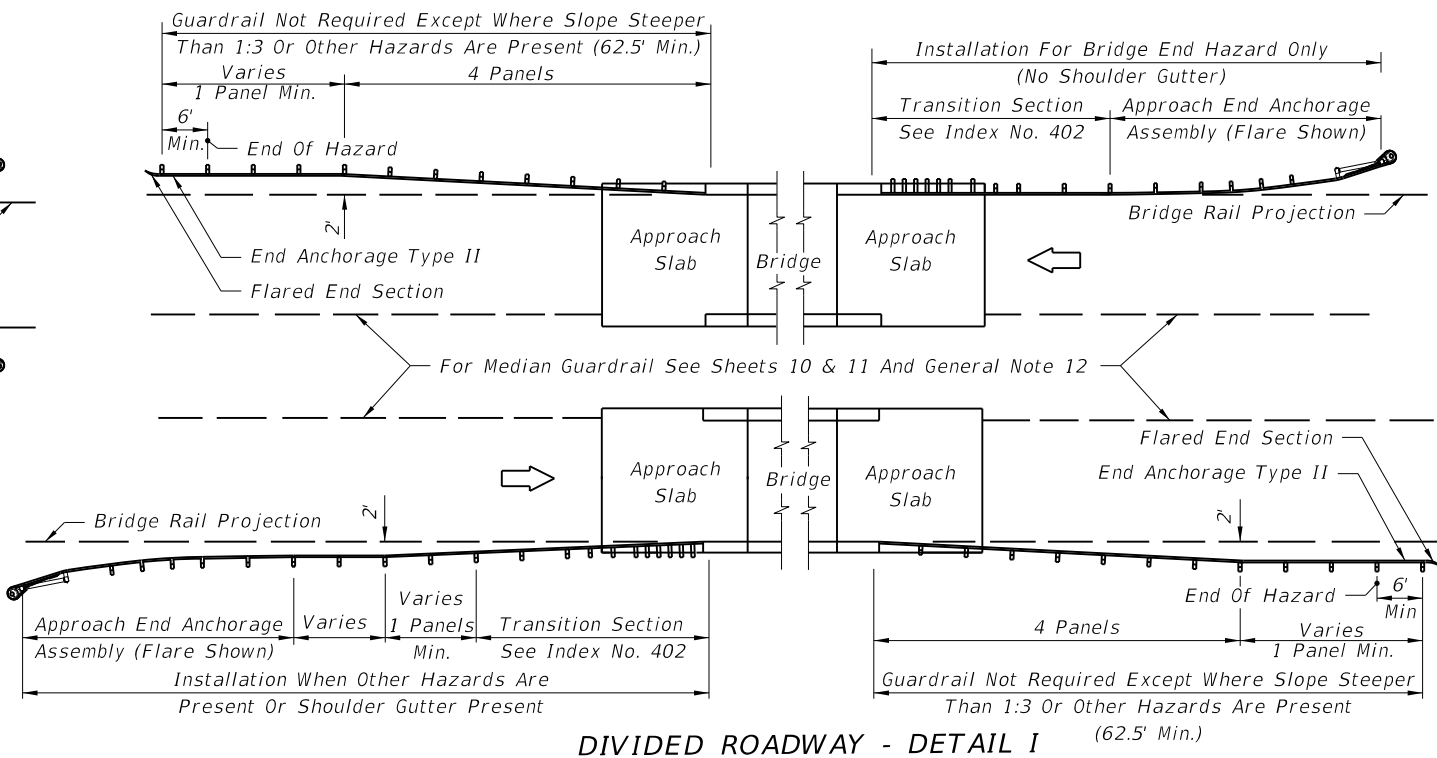 Guardrail Not Required Except Where Slope Steeper
Than 1:3 Or Other Hazards Are Present (62.5' Min.)
Varies
1 Panel Min.
4 Panels
6'
Min.
End Of Hazard
2'
End Anchorage Type II
Flared End Section
Installation For Bridge End Hazard Only
(No Shoulder Gutter)
Transition Section
See Index No. 402
Approach End Anchorage
Assembly (Flare Shown)
Bridge Rail Projection
Approach
Slab
Bridge
Approach
Slab
For Median Guardrail See Sheets 10 & 11 And General Note 12
Approach
Slab
Bridge
Approach
Slab
Flared End Section
End Anchorage Type II
Bridge Rail Projection
2'
2'
Approach End Anchorage
Assembly (Flare Shown)
Varies
Varies
1 Panels
Min.
Transition Section
See Index No. 402
Installation When Other Hazards Are
Present Or Shoulder Gutter Present
End Of Hazard
6'
Min
4 Panels
Varies
1 Panel Min.
Guardrail Not Required Except Where Slope Steeper
Than 1:3 Or Other Hazards Are Present
(62.5' Min.)
DIVIDED ROADWAY - DETAIL I